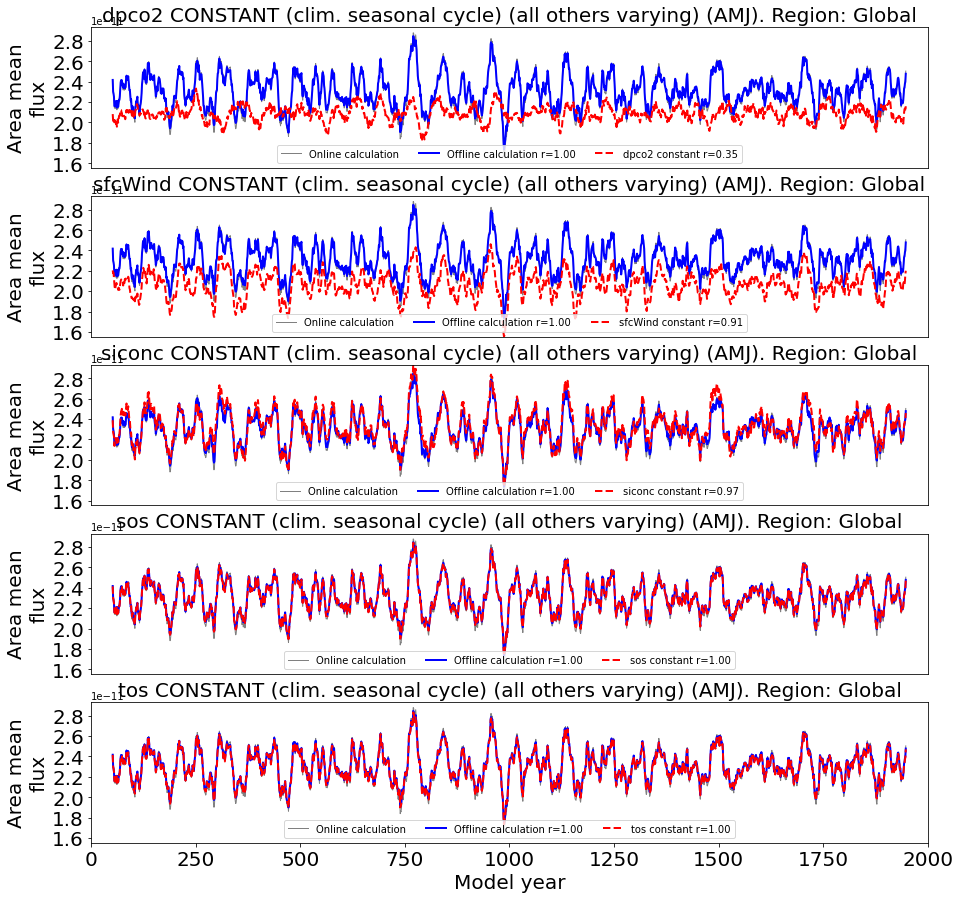 dpco2 CONSTANT (clim. seasonal cycle) (all others varying) (AMJ). Region: Global
1e-11
2.8
2.6
2.4
2.2
2.0
1.8
1.6
Area mean
flux
Online calculation Offline calculation r=1.00 dpco2 constant r=0.35
sfcWind CONSTANT (clim. seasonal cycle) (all others varying) (AMJ). Region: Global
1e-11
2.8
2.6
2.4
2.2
2.0
1.8
1.6
Area mean
flux
Online calculation Offline calculation r=1.00 sfcWind constant r=0.91
siconc CONSTANT (clim. seasonal cycle) (all others varying) (AMJ). Region: Global
1e-11
2.8
2.6
2.4
2.2
2.0
1.8
1.6
Area mean
flux
Online calculation Offline calculation r=1.00 siconc constant r=0.97
sos CONSTANT (clim. seasonal cycle) (all others varying) (AMJ). Region: Global
1e-11
2.8
2.6
2.4
2.2
2.0
1.8
1.6
Area mean
flux
Online calculation Offline calculation r=1.00 sos constant r=1.00
tos CONSTANT (clim. seasonal cycle) (all others varying) (AMJ). Region: Global
1e-11
2.8
2.6
2.4
2.2
2.0
1.8
1.6
Area mean
flux
Online calculation Offline calculation r=1.00 tos constant r=1.00
0 250 500 750 1000 1250 1500 1750 2000
Model year